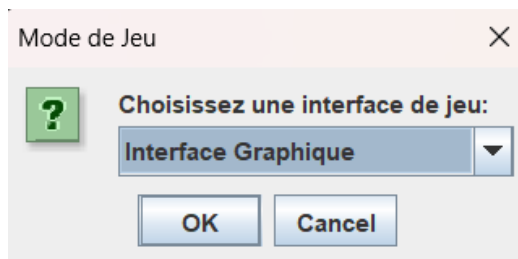 Mode de Jeu
Choisissez une interface de jeu:
Interface Graphique
OK Cancel